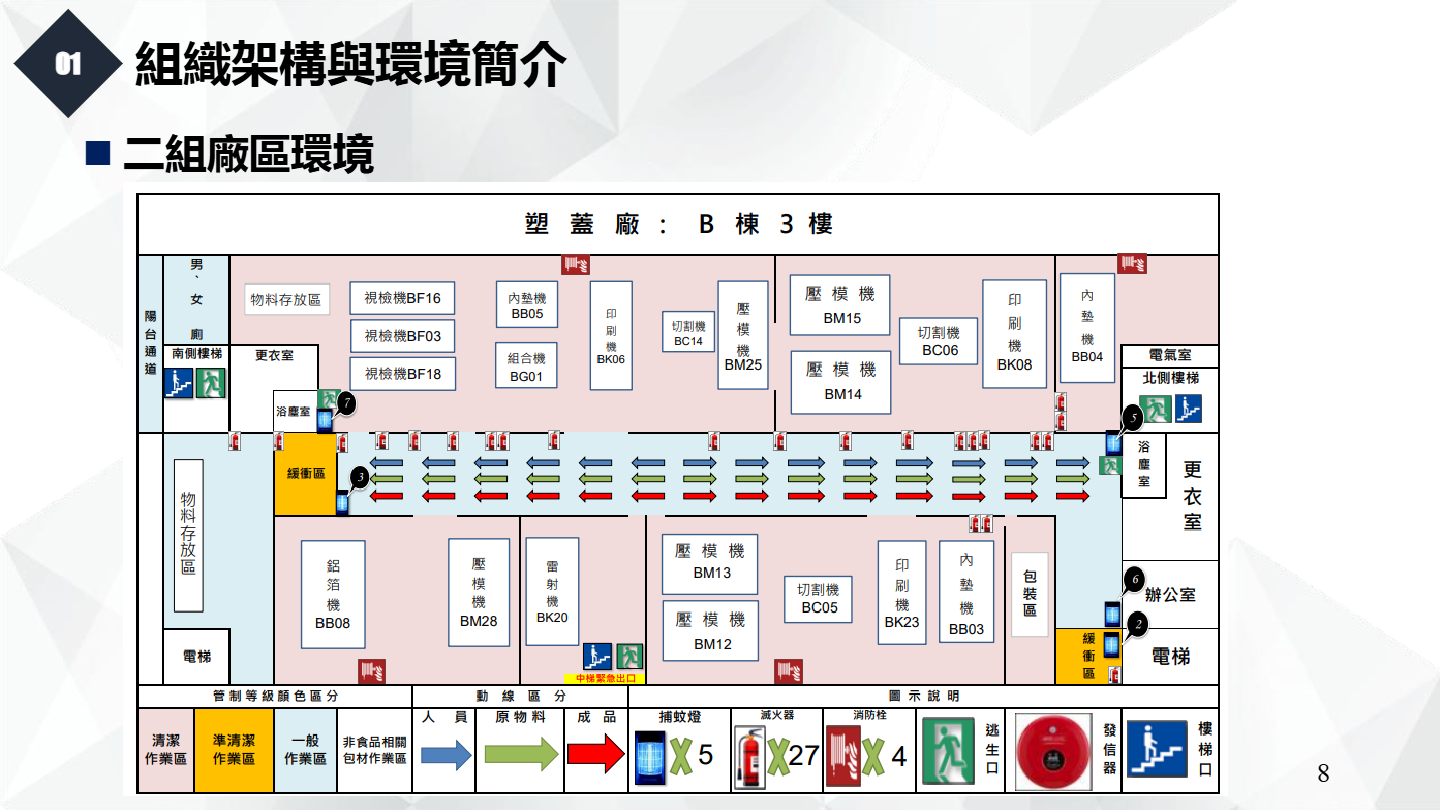 01
組織架構與環境簡介
二組廠區環境
塑蓋廠：B棟3樓
陽台通道
男、女廁
南側樓梯
更衣室
浴塵室
物料存放區
視檢機BF16
視檢機BF03
視檢機BF18
內墊機
BB05
組合機
BG01
印刷機
BK06
切割機
BC14
壓模機
BM25
壓模機
BM15
壓模機
BM14
切割機
BC06
印刷機
BK08
內墊機
BB04
電氣室
北側樓梯
7
5
物料存放區
緩衝區
3
浴塵室
更衣室
鋁箔機
BB08
壓模機
BM28
雷射機
BK20
壓模機
BM13
壓模機
BM12
切割機
BC05
印刷機
BK23
內墊機
BB03
包裝區
6
辦公室
2
緩衝區
電梯
電梯
中梯緊急出口
管制等級顏色區分
動線區分
圖示說明
清潔
作業區
準清潔
作業區
一般
作業區
非食品相關
包材作業區
人員
原物料
成品
捕蚊燈
5
滅火器
27
消防栓
4
逃生口
發信器
樓梯口
8